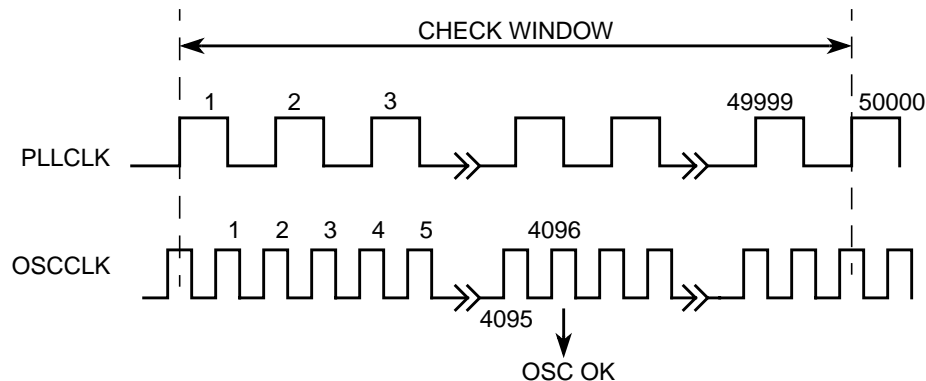 CHECK WINDOW
1 2 3 49999 50000
PLLCLK
1 2 3 4 5 4096
OSCCLK
4095
OSC OK